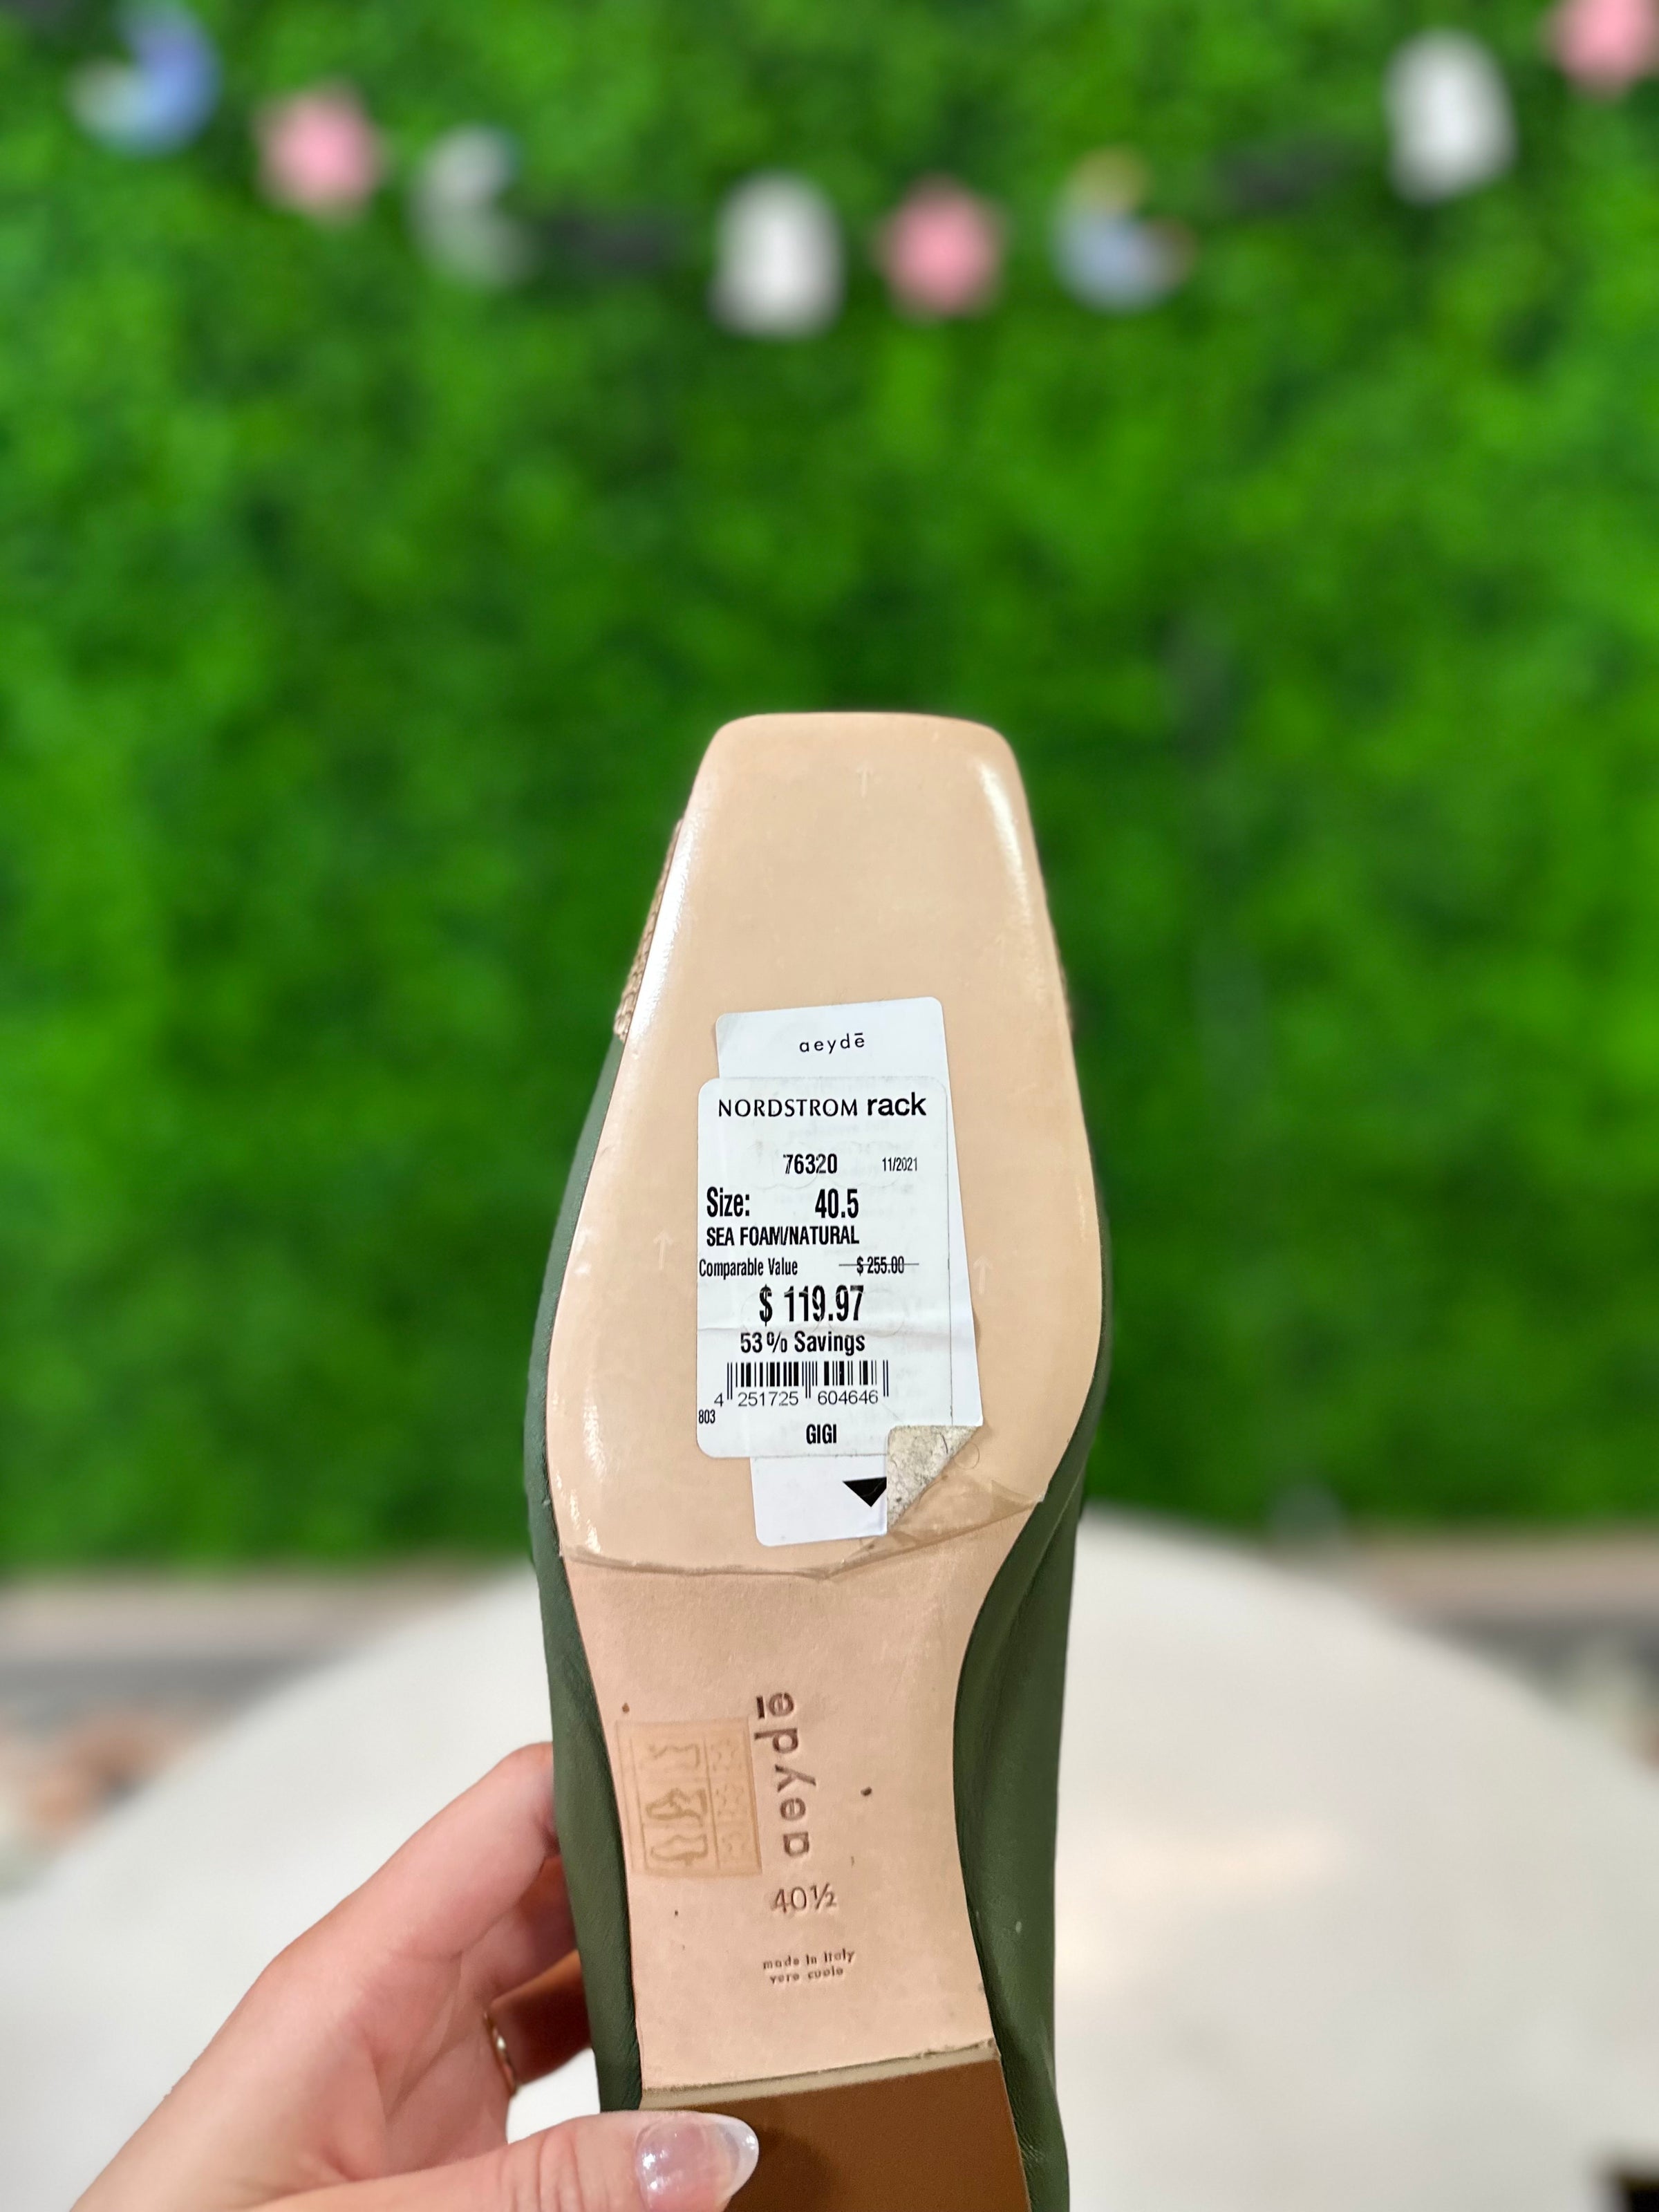 aeydē
NORDSTROM rack
76320 11/2021
Size: 40.5
SEA FOAM/NATURAL
Comparable Value $ 255.00
$ 119.97
53% Savings
4 251725 604646
803
GIGI
aeydē
40½
made in italy
vero cuoio